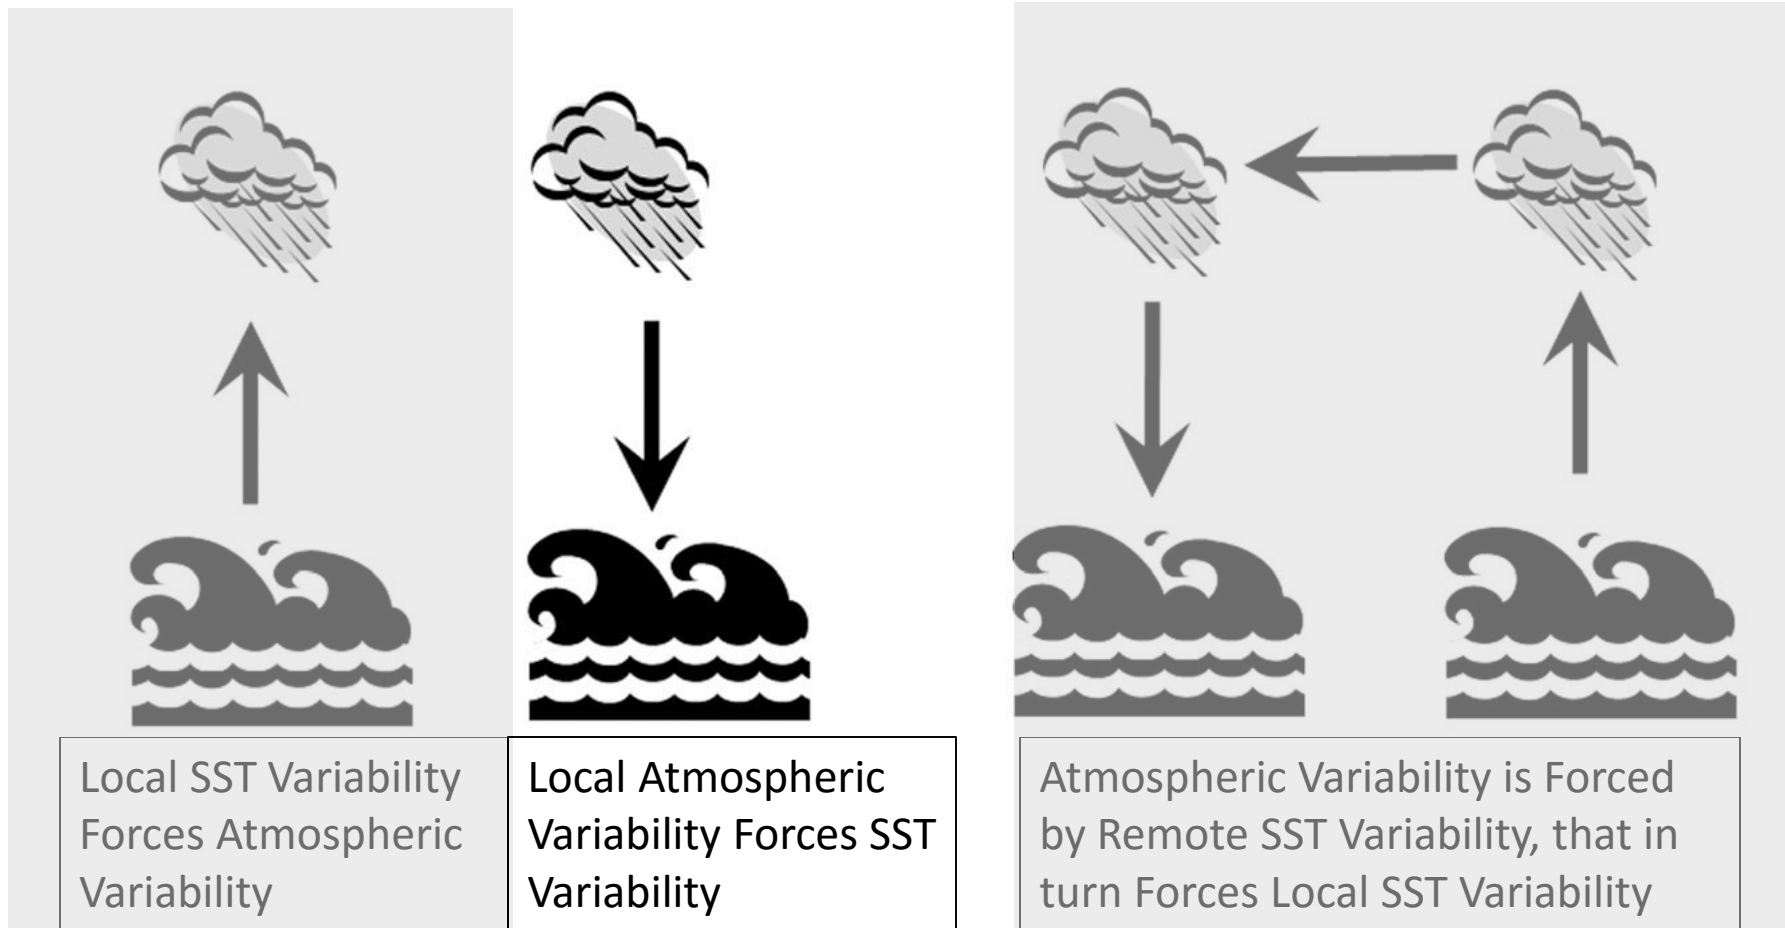 Local SST Variability
Forces Atmospheric
Variability
Local Atmospheric
Variability Forces SST
Variability
Atmospheric Variability is Forced
by Remote SST Variability, that in
turn Forces Local SST Variability